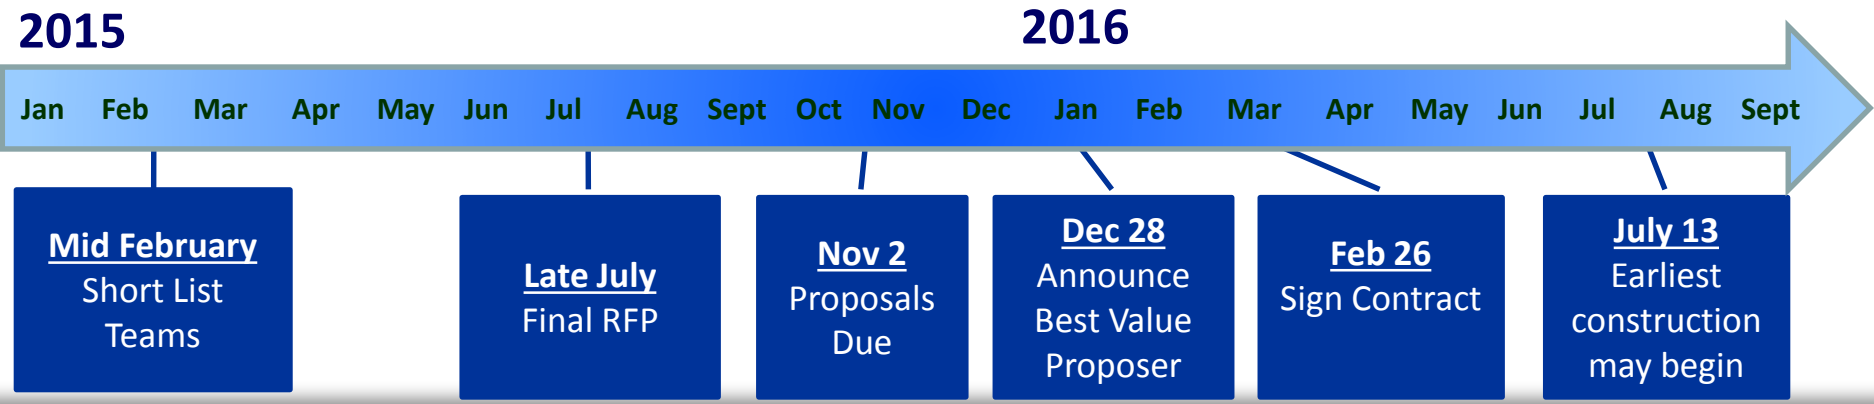 2015
2016
Jan Feb Mar Apr May Jun Jul Aug Sept Oct Nov Dec Jan Feb Mar Apr May Jun Jul Aug Sept
Mid February
Short List
Teams
Late July
Final RFP
Nov 2
Proposals
Due
Dec 28
Announce
Best Value
Proposer
Feb 26
Sign Contract
July 13
Earliest
construction
may begin